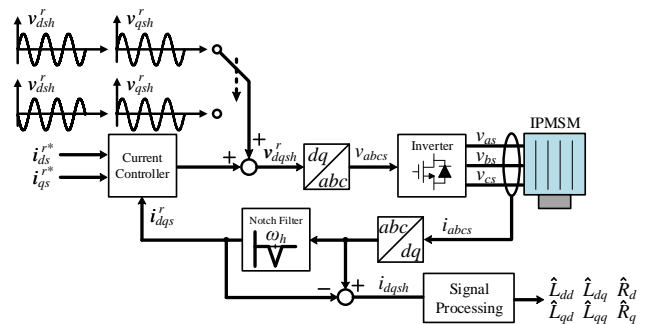 v^r_dsh v^r_qsh
v^r_dsh v^r_qsh
IPMSM
i^r*_ds
i^r*_qs
Current
Controller
+
+
v^r_dqsh
dq
abc
v_abcs
Inverter
v_as
v_bs
v_cs
i^r_dqs
Notch Filter
ω_h
abc
dq
i_abcs
−
+
i_dqsh
Signal
Processing
L̂_dd L̂_dq R̂_d
L̂_qd L̂_qq R̂_q